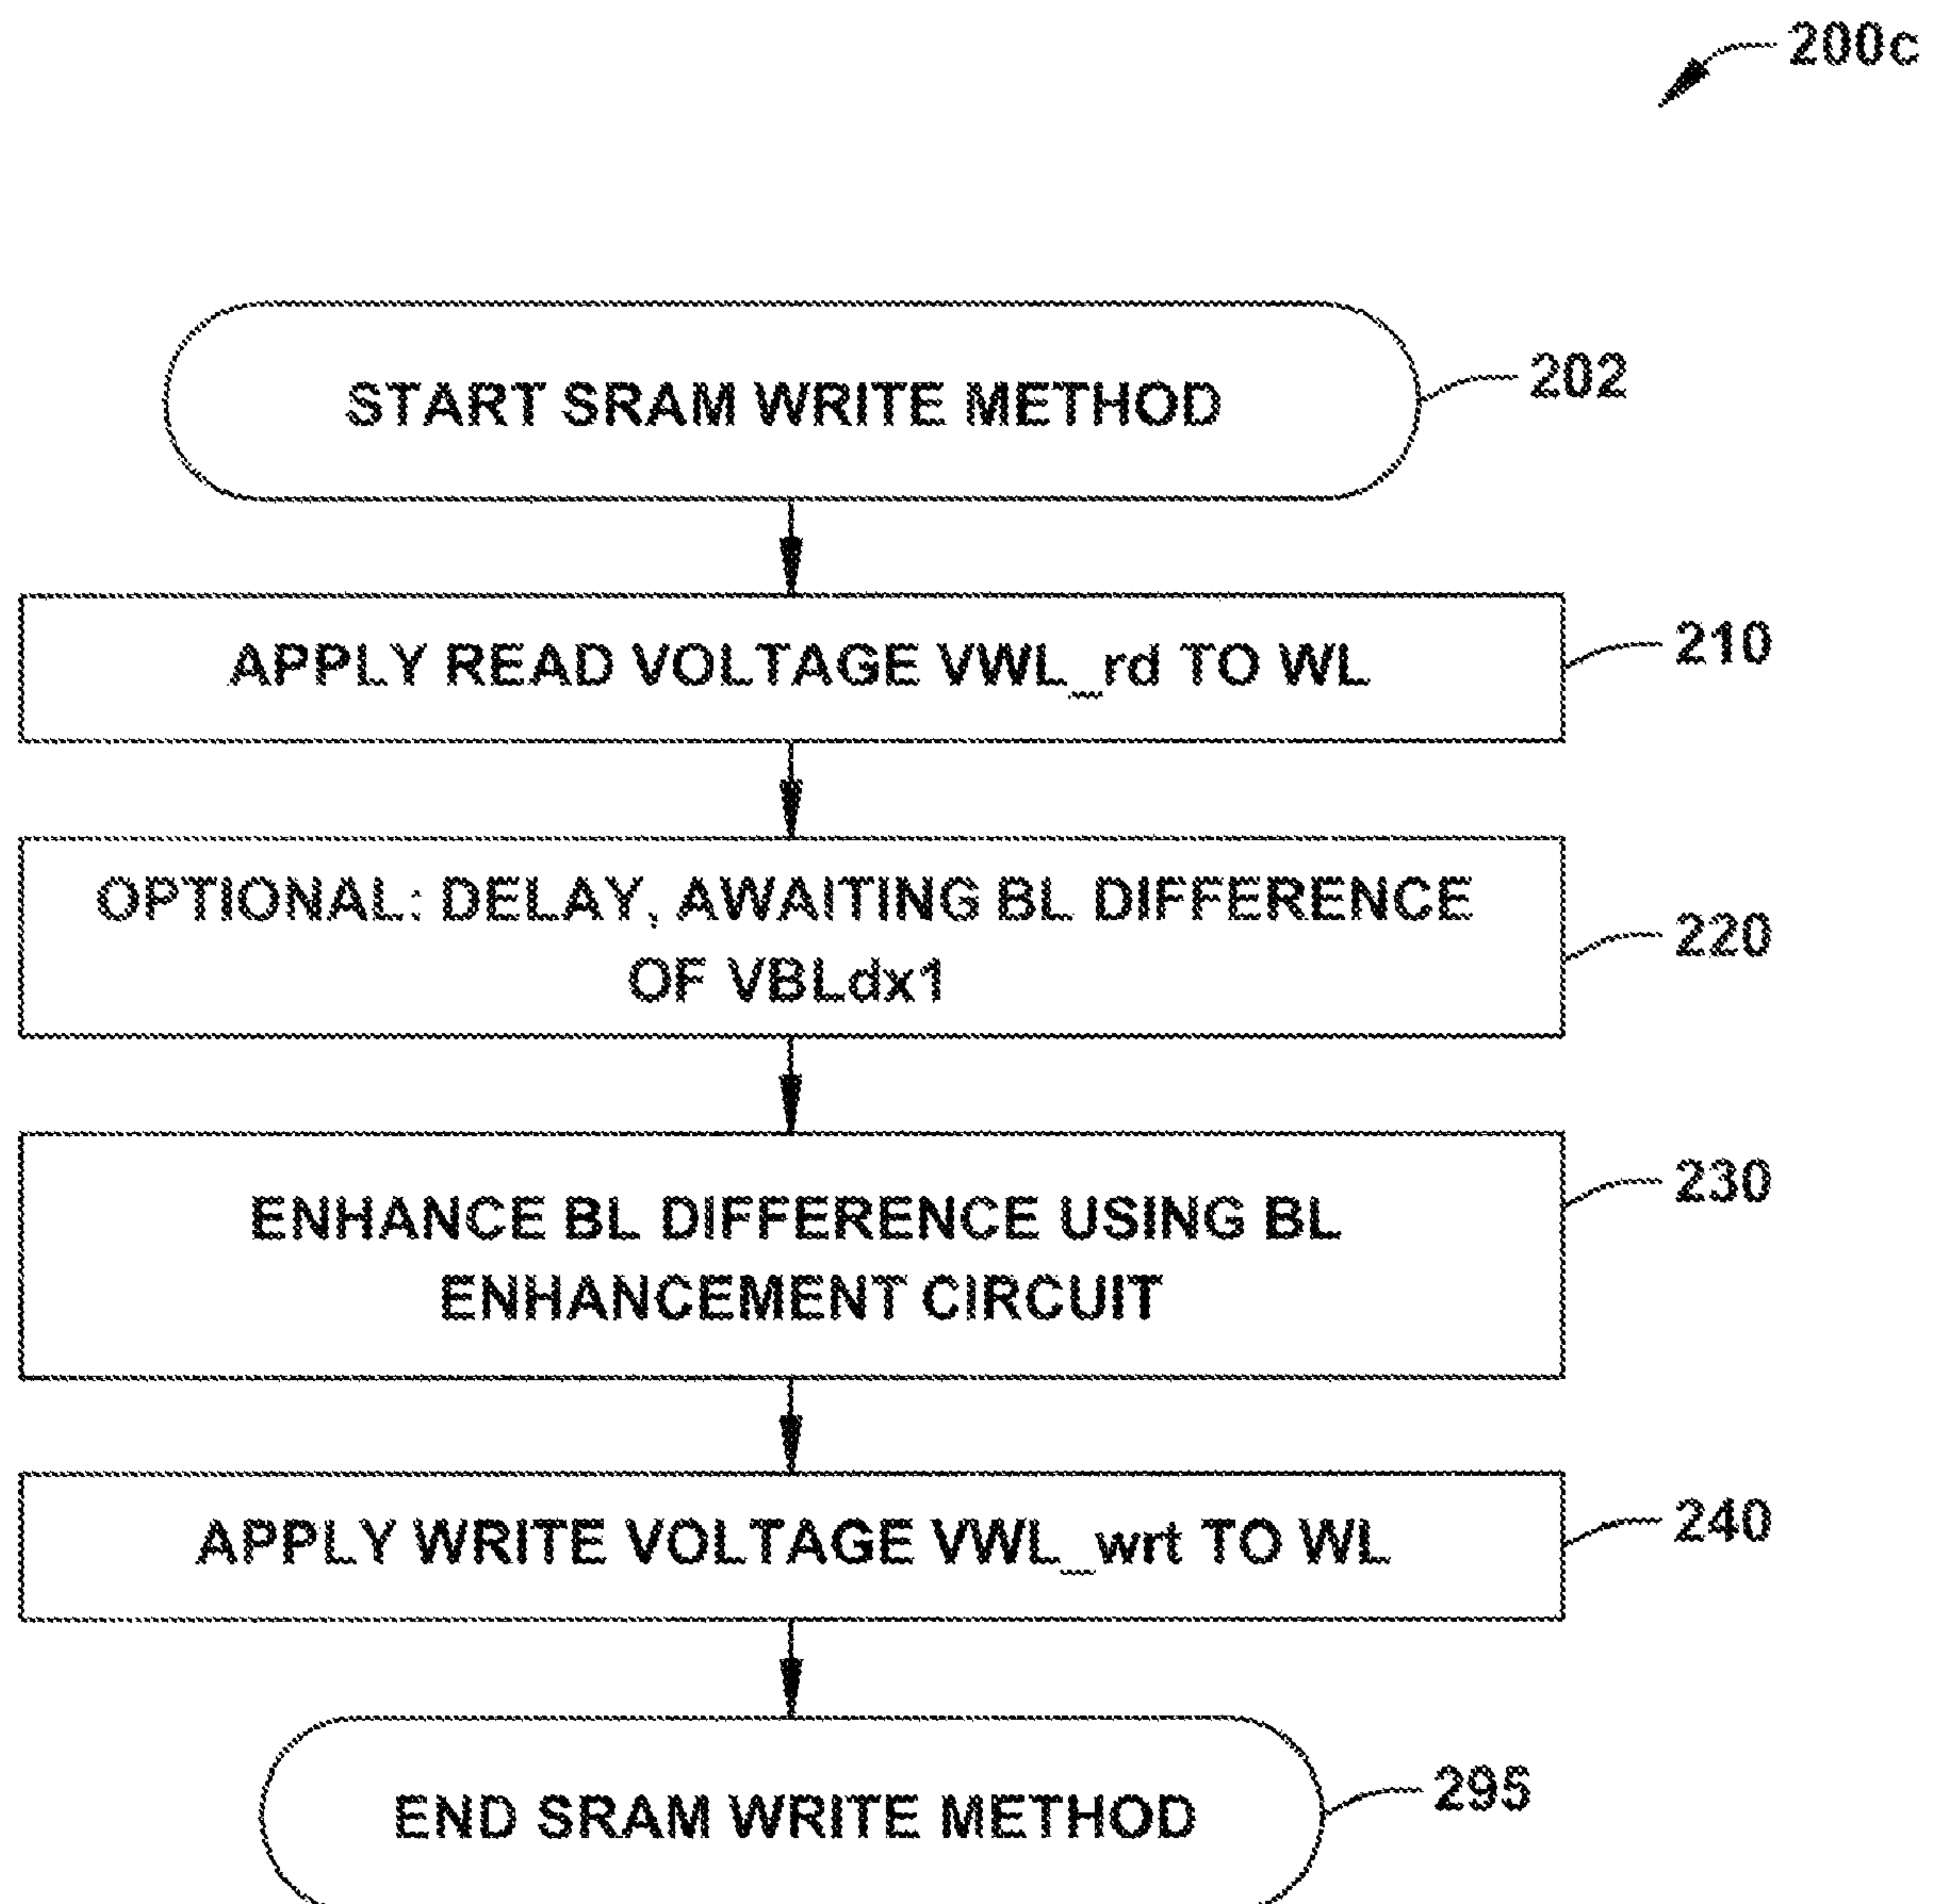 200c
START SRAM WRITE METHOD
202
APPLY READ VOLTAGE VWL_rd TO WL
210
OPTIONAL: DELAY, AWAITING BL DIFFERENCE
OF VBLdx1
220
ENHANCE BL DIFFERENCE USING BL
ENHANCEMENT CIRCUIT
230
APPLY WRITE VOLTAGE VWL_wrt TO WL
240
END SRAM WRITE METHOD
295